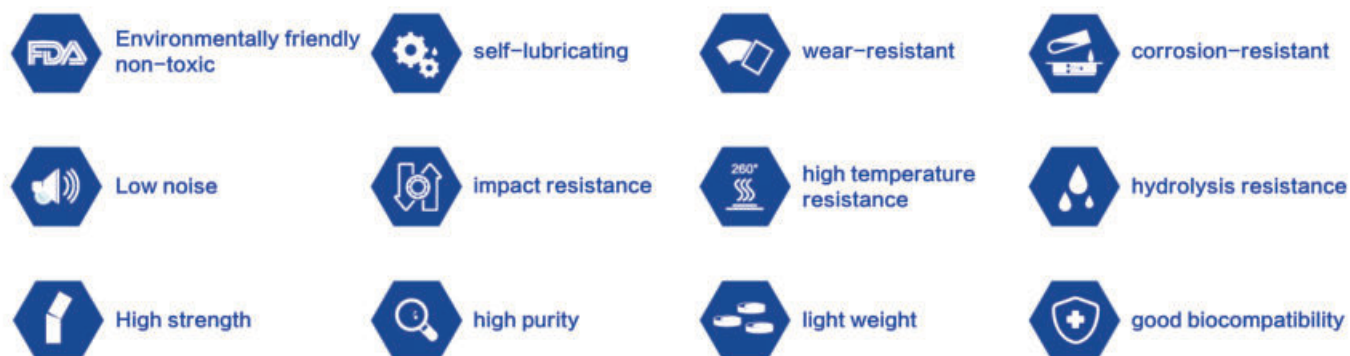 FDA
Environmentally friendly
non-toxic
self-lubricating
wear-resistant
corrosion-resistant
Low noise
impact resistance
260°
high temperature
resistance
hydrolysis resistance
High strength
high purity
light weight
good biocompatibility